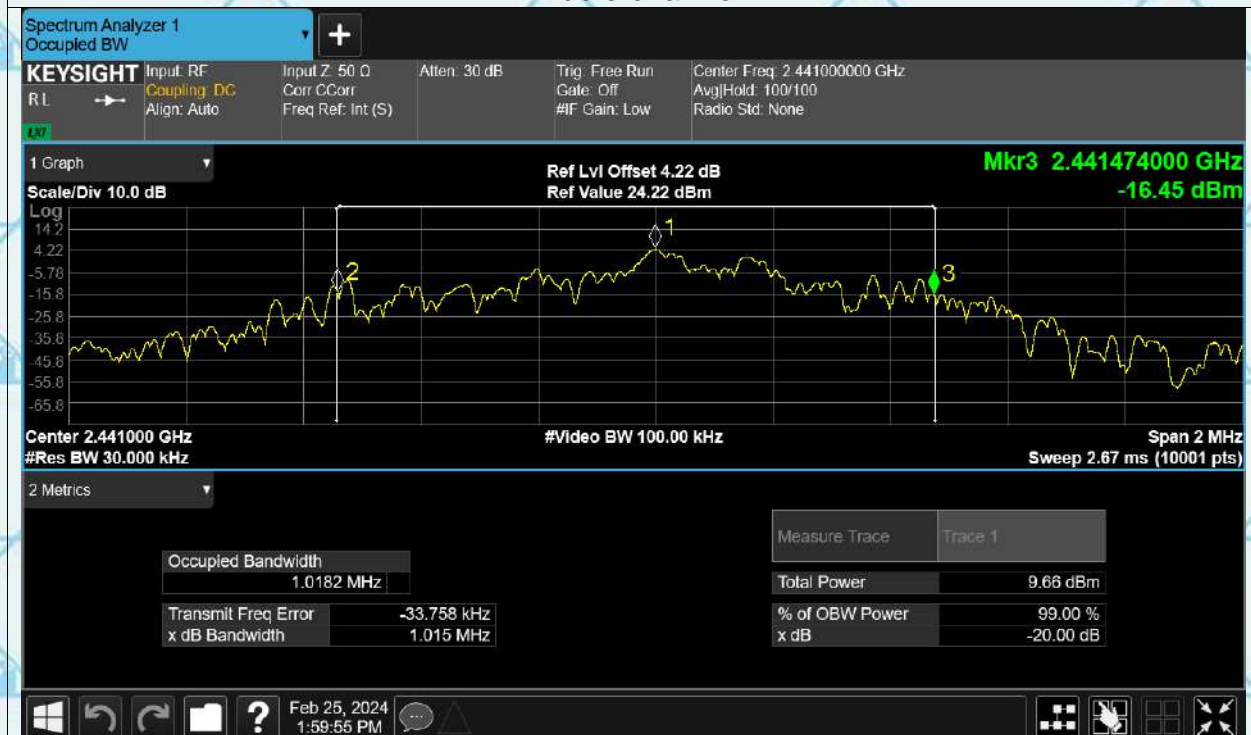 Spectrum Analyzer 1
Occupied BW
KEYSIGHT
RL
LXI
Input: RF
Coupling: DC
Align: Auto
Input Z: 50 Ω
Corr CCorr
Freq Ref: Int (S)
Atten: 30 dB
Trig: Free Run
Gate: Off
#IF Gain: Low
Center Freq: 2.441000000 GHz
Avg|Hold: 100/100
Radio Std: None
1 Graph
Scale/Div 10.0 dB
Ref Lvl Offset 4.22 dB
Ref Value 24.22 dBm
Mkr3 2.441474000 GHz
-16.45 dBm
Log
14.2
4.22
-5.78
-15.8
-25.8
-35.8
-45.8
-55.8
-65.8
1
2
3
Center 2.441000 GHz
#Res BW 30.000 kHz
#Video BW 100.00 kHz
Span 2 MHz
Sweep 2.67 ms (10001 pts)
2 Metrics
Occupied Bandwidth
1.0182 MHz
Transmit Freq Error -33.758 kHz
x dB Bandwidth 1.015 MHz
Measure Trace Trace 1
Total Power 9.66 dBm
% of OBW Power 99.00 %
x dB -20.00 dB
?
Feb 25, 2024
1:59:55 PM